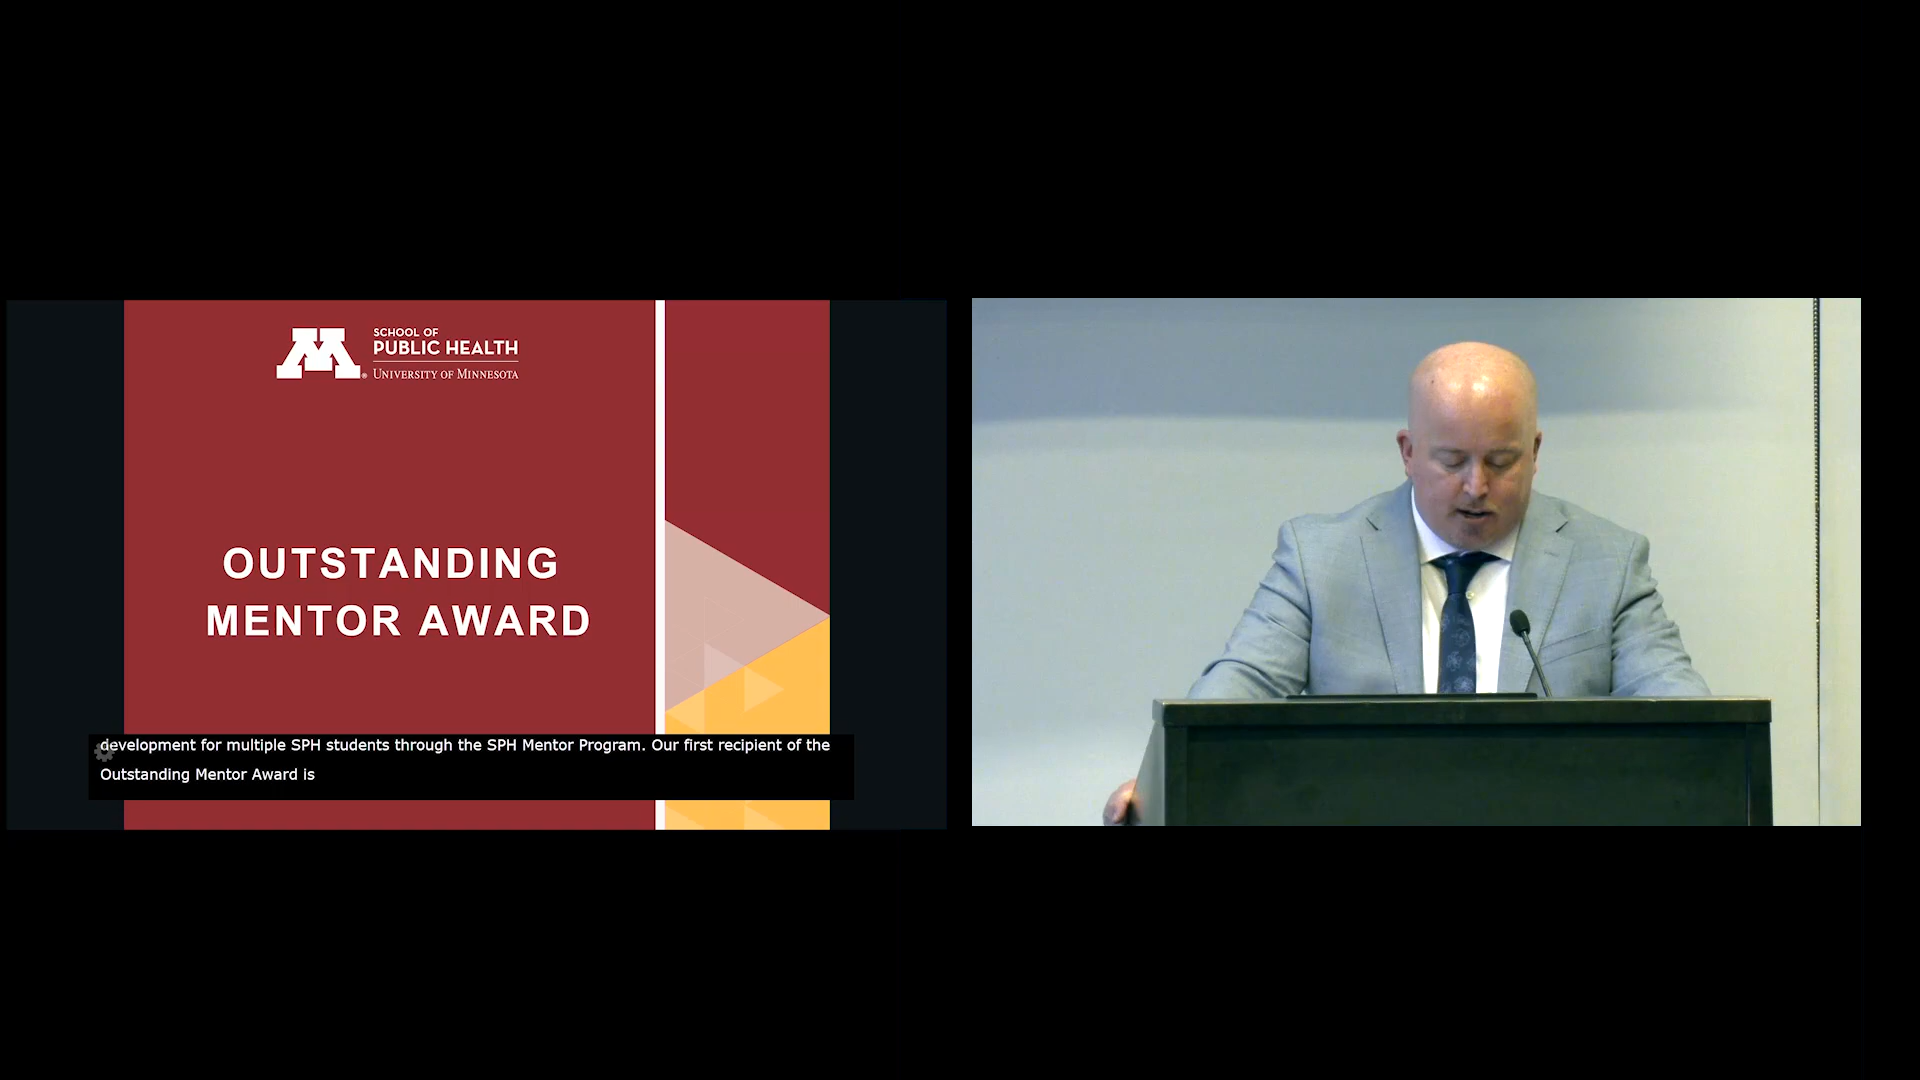 SCHOOL OF
PUBLIC HEALTH
UNIVERSITY OF MINNESOTA
OUTSTANDING
MENTOR AWARD
development for multiple SPH students through the SPH Mentor Program. Our first recipient of the
Outstanding Mentor Award is